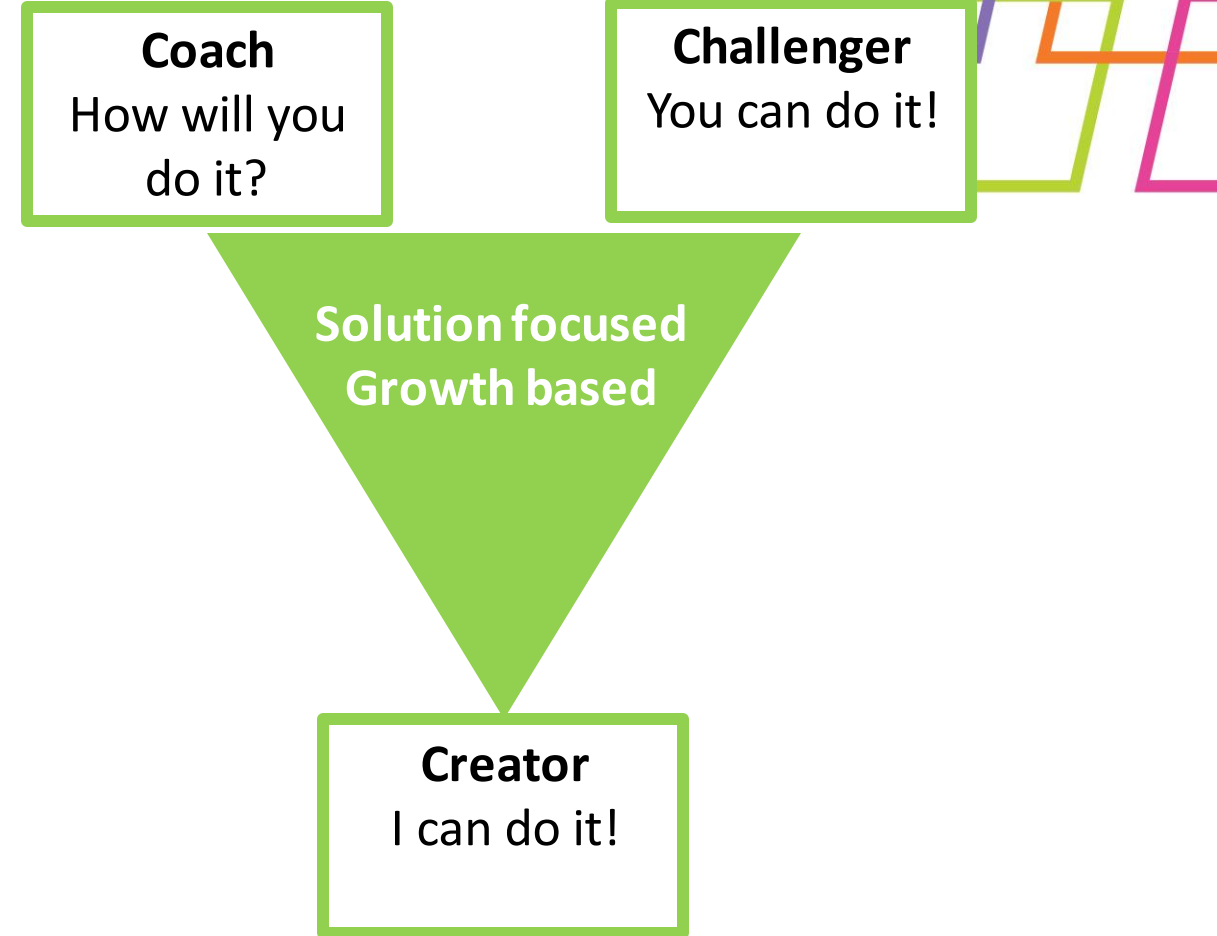 Coach
How will you
do it?
Challenger
You can do it!
Solution focused
Growth based
Creator
I can do it!